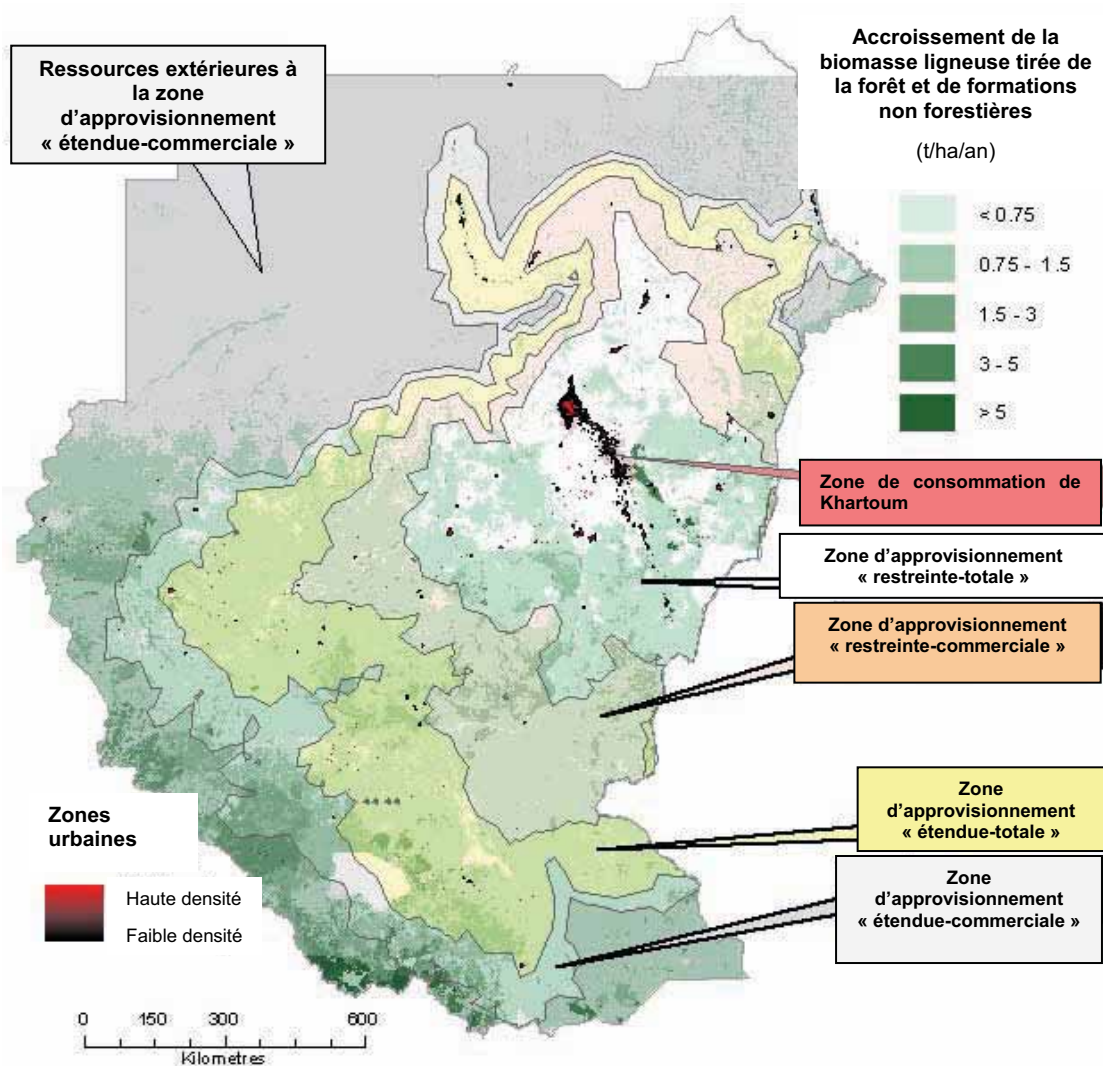 Ressources extérieures à
la zone
d'approvisionnement
« étendue-commerciale »
Accroissement de la
biomasse ligneuse tirée de
la forêt et de formations
non forestières
(t/ha/an)
< 0.75
0.75 - 1.5
1.5 - 3
3 - 5
> 5
Zone de consommation de
Khartoum
Zone d'approvisionnement
« restreinte-totale »
Zone d'approvisionnement
« restreinte-commerciale »
Zone
d'approvisionnement
« étendue-totale »
Zone
d'approvisionnement
« étendue-commerciale »
Zones
urbaines
Haute densité
Faible densité
0 150 300 600
Kilometres